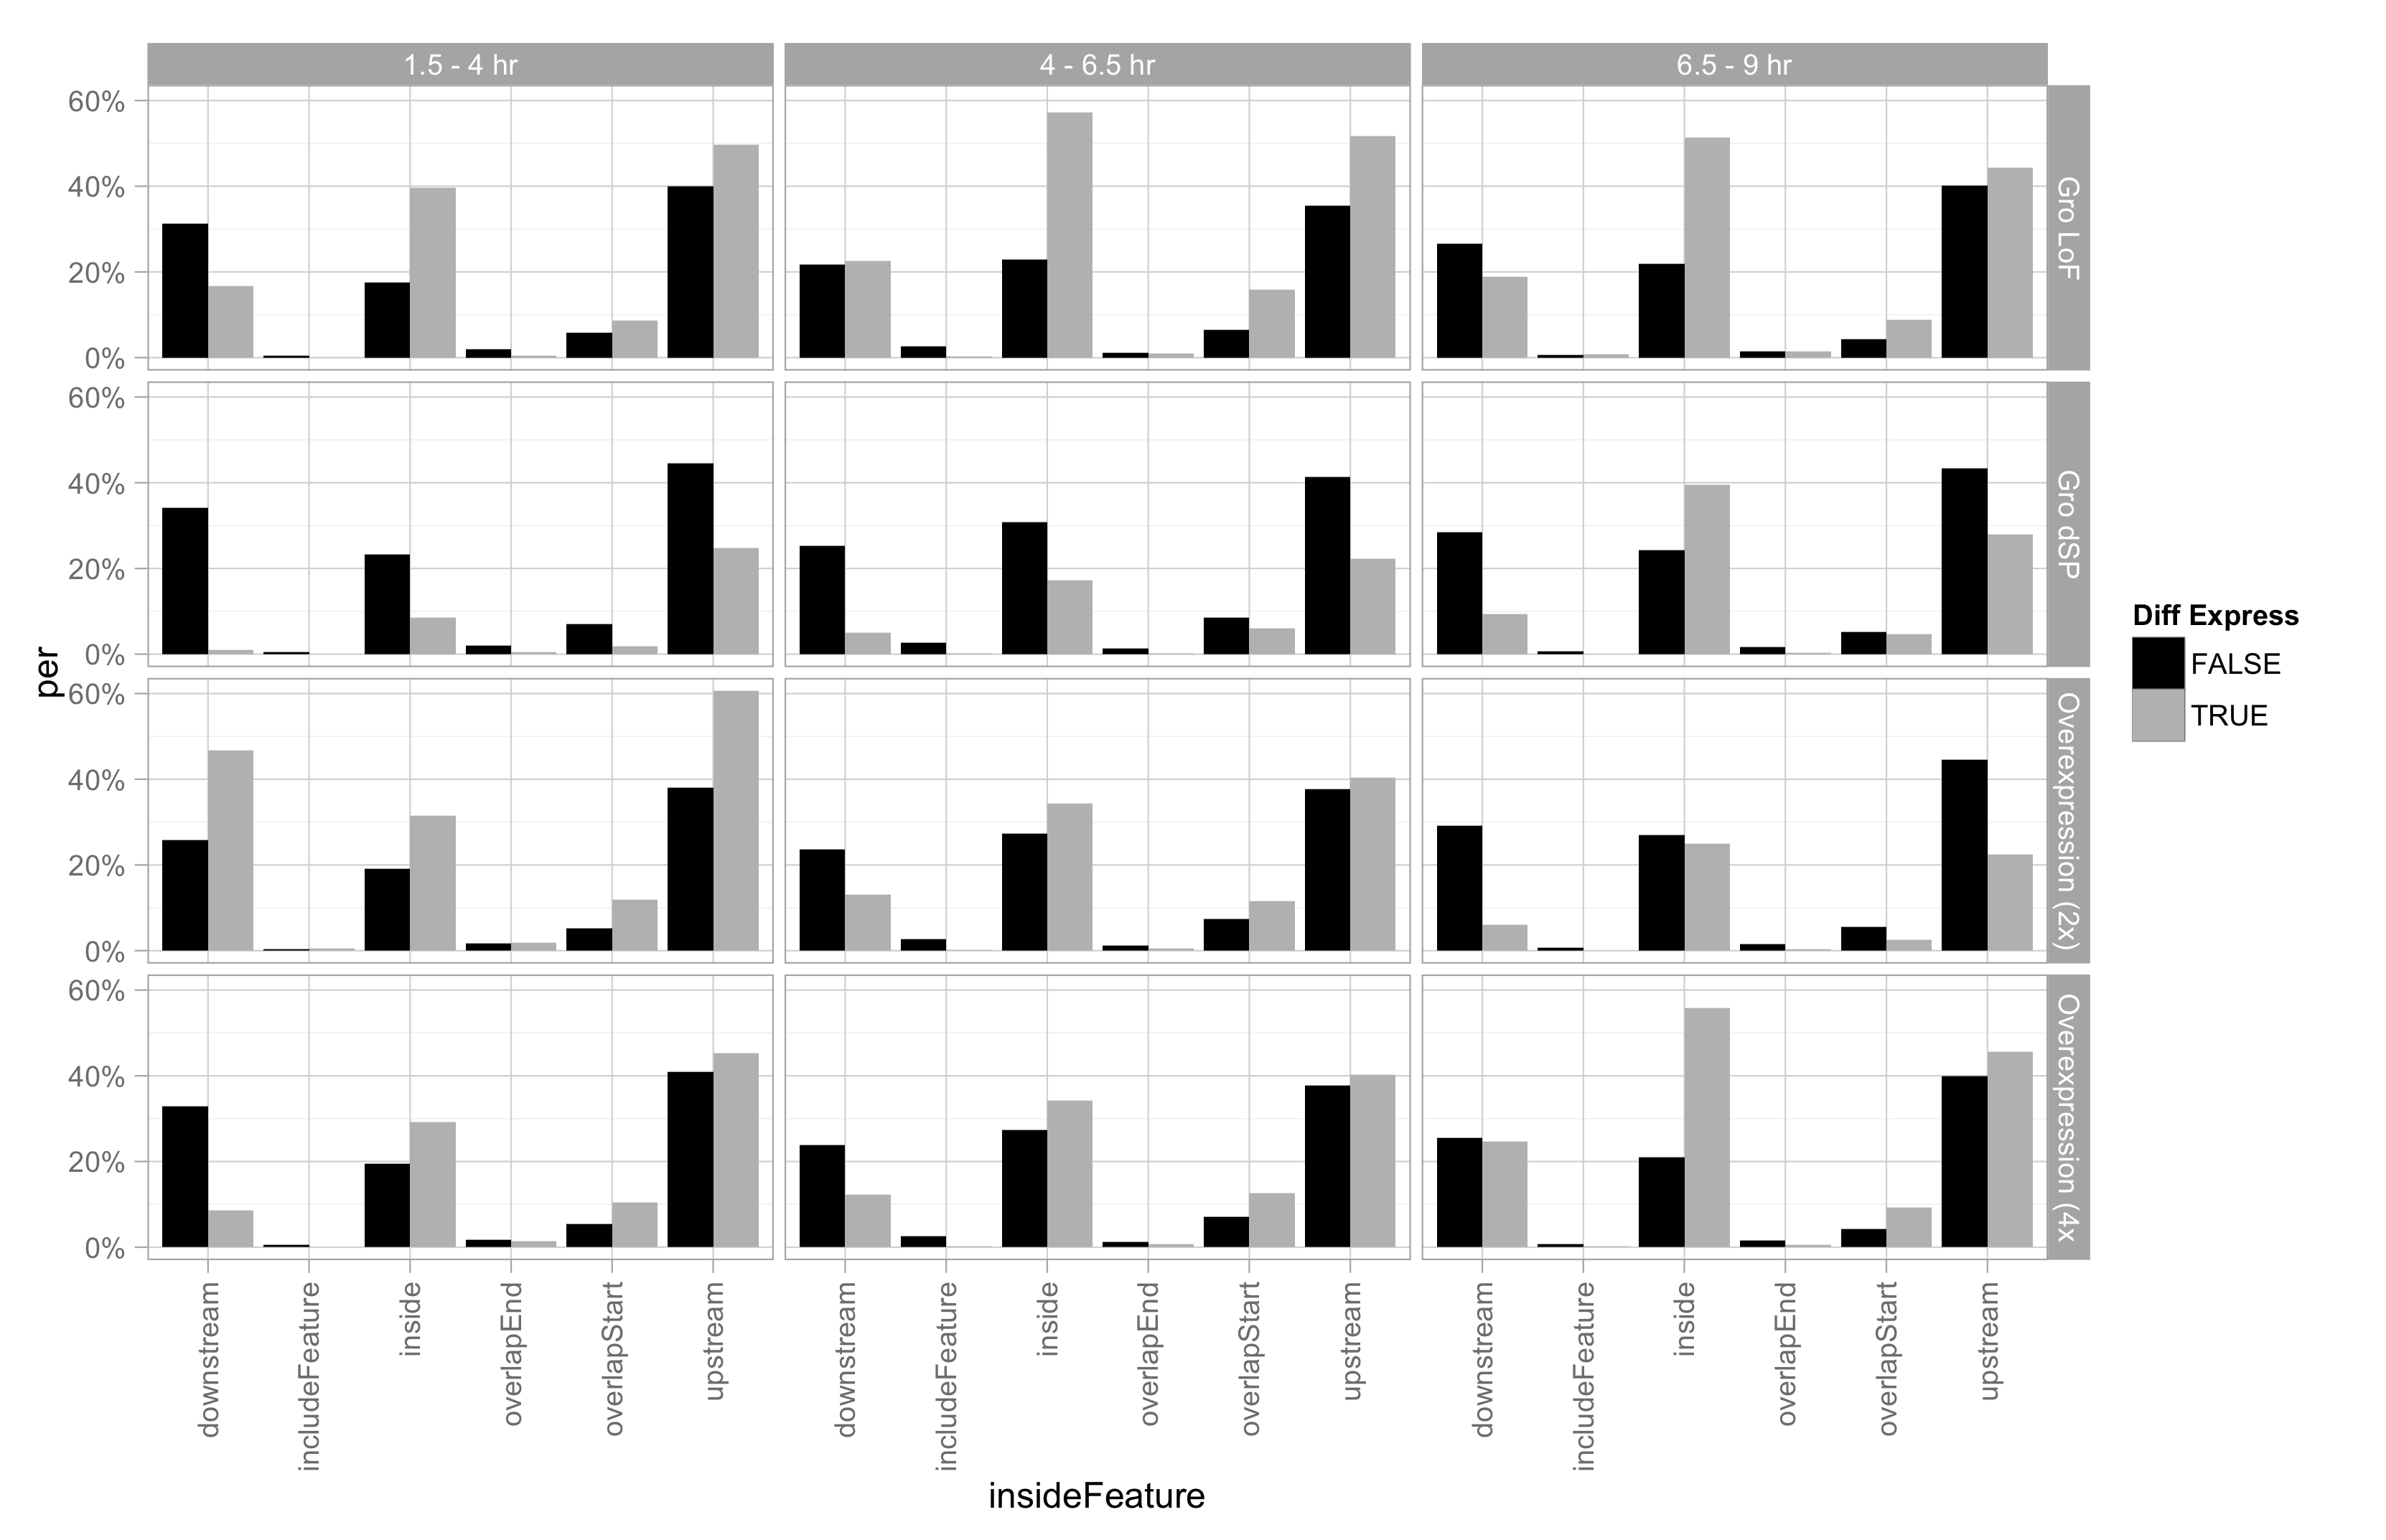 1.5 - 4 hr
4 - 6.5 hr
6.5 - 9 hr
60%
40%
20%
0%
Gro LoF
60%
40%
20%
0%
Gro dSP
60%
40%
20%
0%
Overexpression (2x)
60%
40%
20%
0%
Overexpression (4x
per
downstream
includeFeature
inside
overlapEnd
overlapStart
upstream
downstream
includeFeature
inside
overlapEnd
overlapStart
upstream
downstream
includeFeature
inside
overlapEnd
overlapStart
upstream
insideFeature
Diff Express
FALSE
TRUE